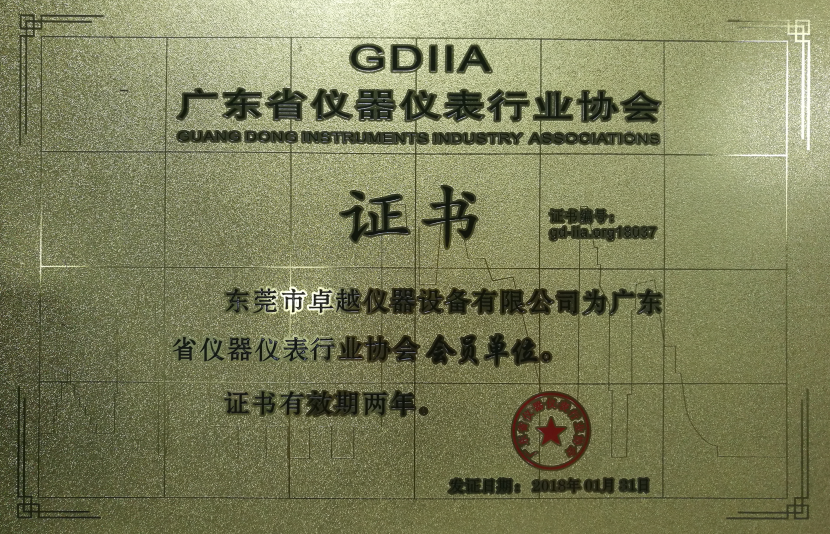 GDIIA
广东省仪器仪表行业协会
GUANG DONG INSTRUMENTS INDUSTRY ASSOCIATIONS
证书
证书编号：
东莞市卓越仪器设备有限公司为广东
省仪器仪表行业协会会员单位。
证书有效期两年。
发证日期： 2018年 01月 31日